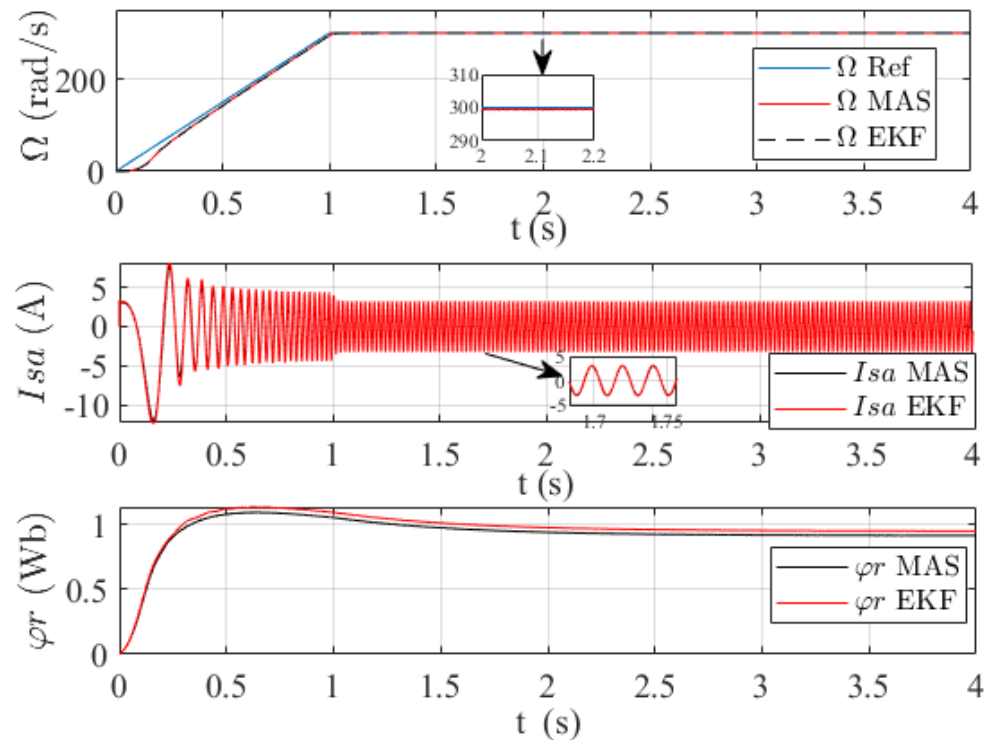 Ω (rad/s)
200
0
310
300
290
2 2.1 2.2
Ω Ref
Ω MAS
Ω EKF
0 0.5 1 1.5 2 2.5 3 3.5 4
t (s)
Isa (A)
5
0
-5
-10
5
0
-5
1.7 1.75
Isa MAS
Isa EKF
0 0.5 1 1.5 2 2.5 3 3.5 4
t (s)
φr (Wb)
1
0.5
0
φr MAS
φr EKF
0 0.5 1 1.5 2 2.5 3 3.5 4
t (s)